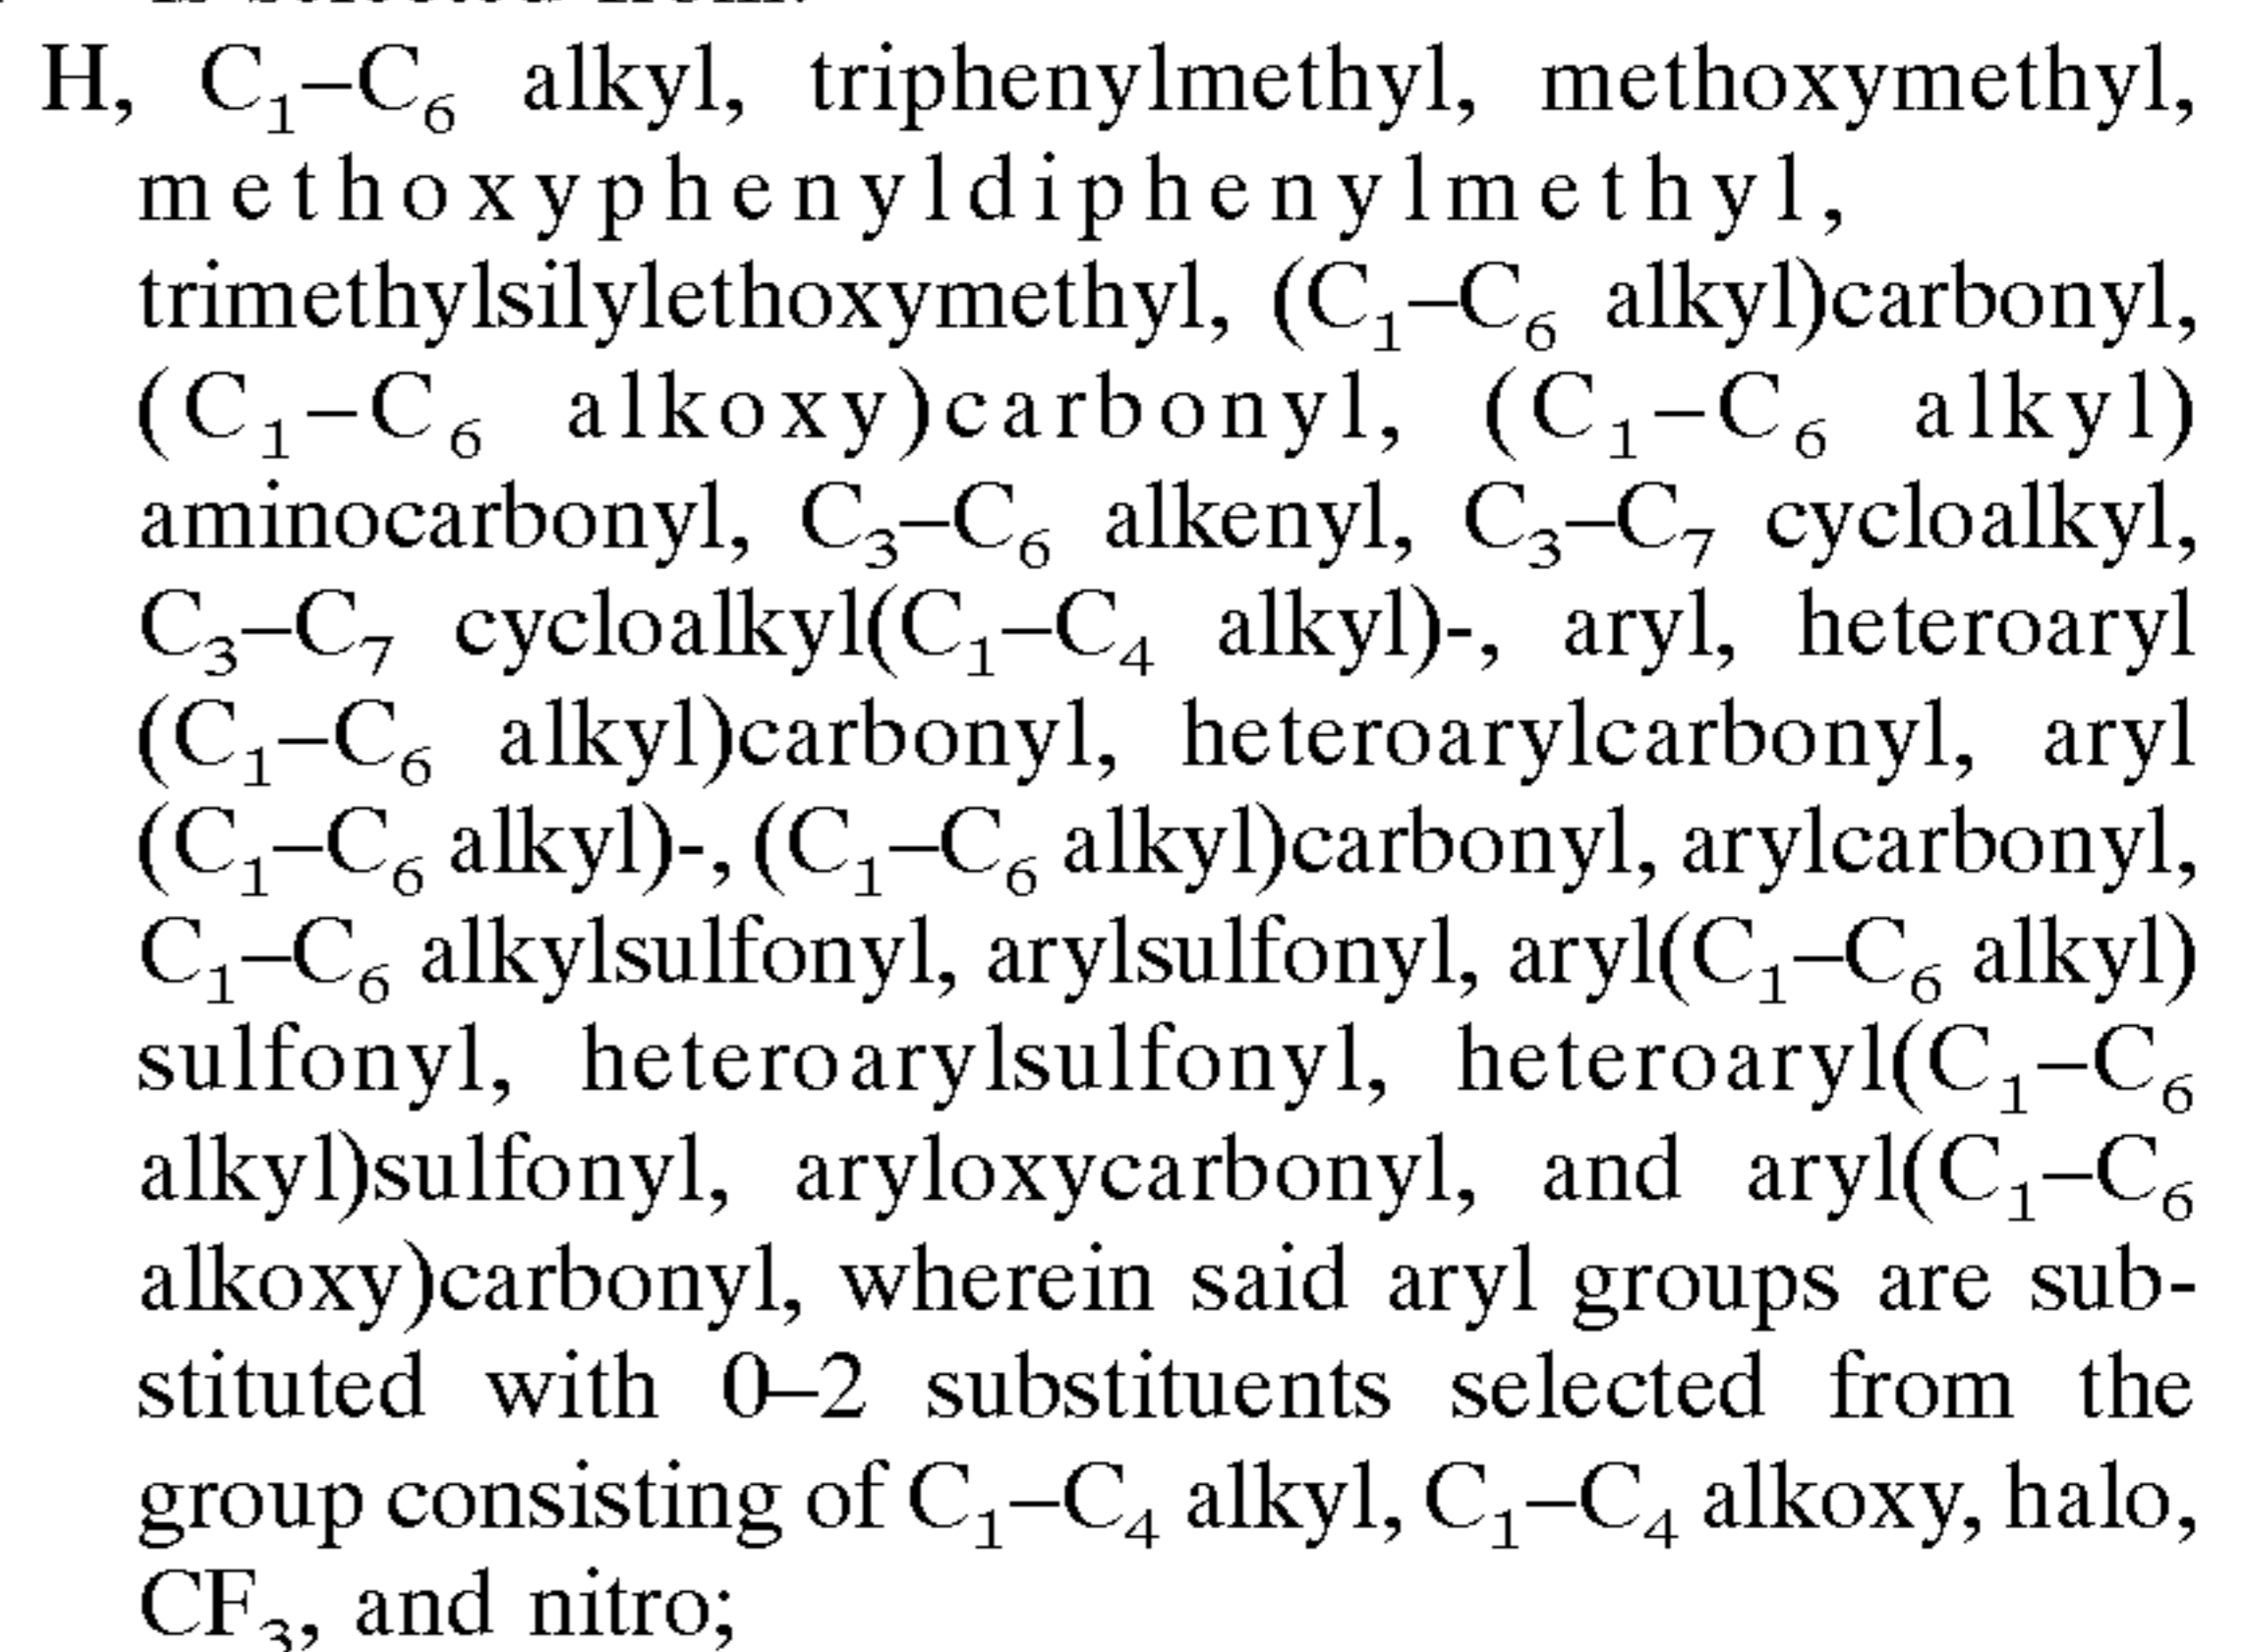 H, C₁–C₆ alkyl, triphenylmethyl, methoxymethyl,
methoxyphenyldiphenylmethyl,
trimethylsilylethoxymethyl, (C₁–C₆ alkyl)carbonyl,
(C₁–C₆ alkoxy)carbonyl, (C₁–C₆ alkyl)
aminocarbonyl, C₃–C₆ alkenyl, C₃–C₇ cycloalkyl,
C₃–C₇ cycloalkyl(C₁–C₄ alkyl)-, aryl, heteroaryl
(C₁–C₆ alkyl)carbonyl, heteroarylcarbonyl, aryl
(C₁–C₆ alkyl)-, (C₁–C₆ alkyl)carbonyl, arylcarbonyl,
C₁–C₆ alkylsulfonyl, arylsulfonyl, aryl(C₁–C₆ alkyl)
sulfonyl, heteroarylsulfonyl, heteroaryl(C₁–C₆
alkyl)sulfonyl, aryloxycarbonyl, and aryl(C₁–C₆
alkoxy)carbonyl, wherein said aryl groups are sub-
stituted with 0–2 substituents selected from the
group consisting of C₁–C₄ alkyl, C₁–C₄ alkoxy, halo,
CF₃, and nitro;